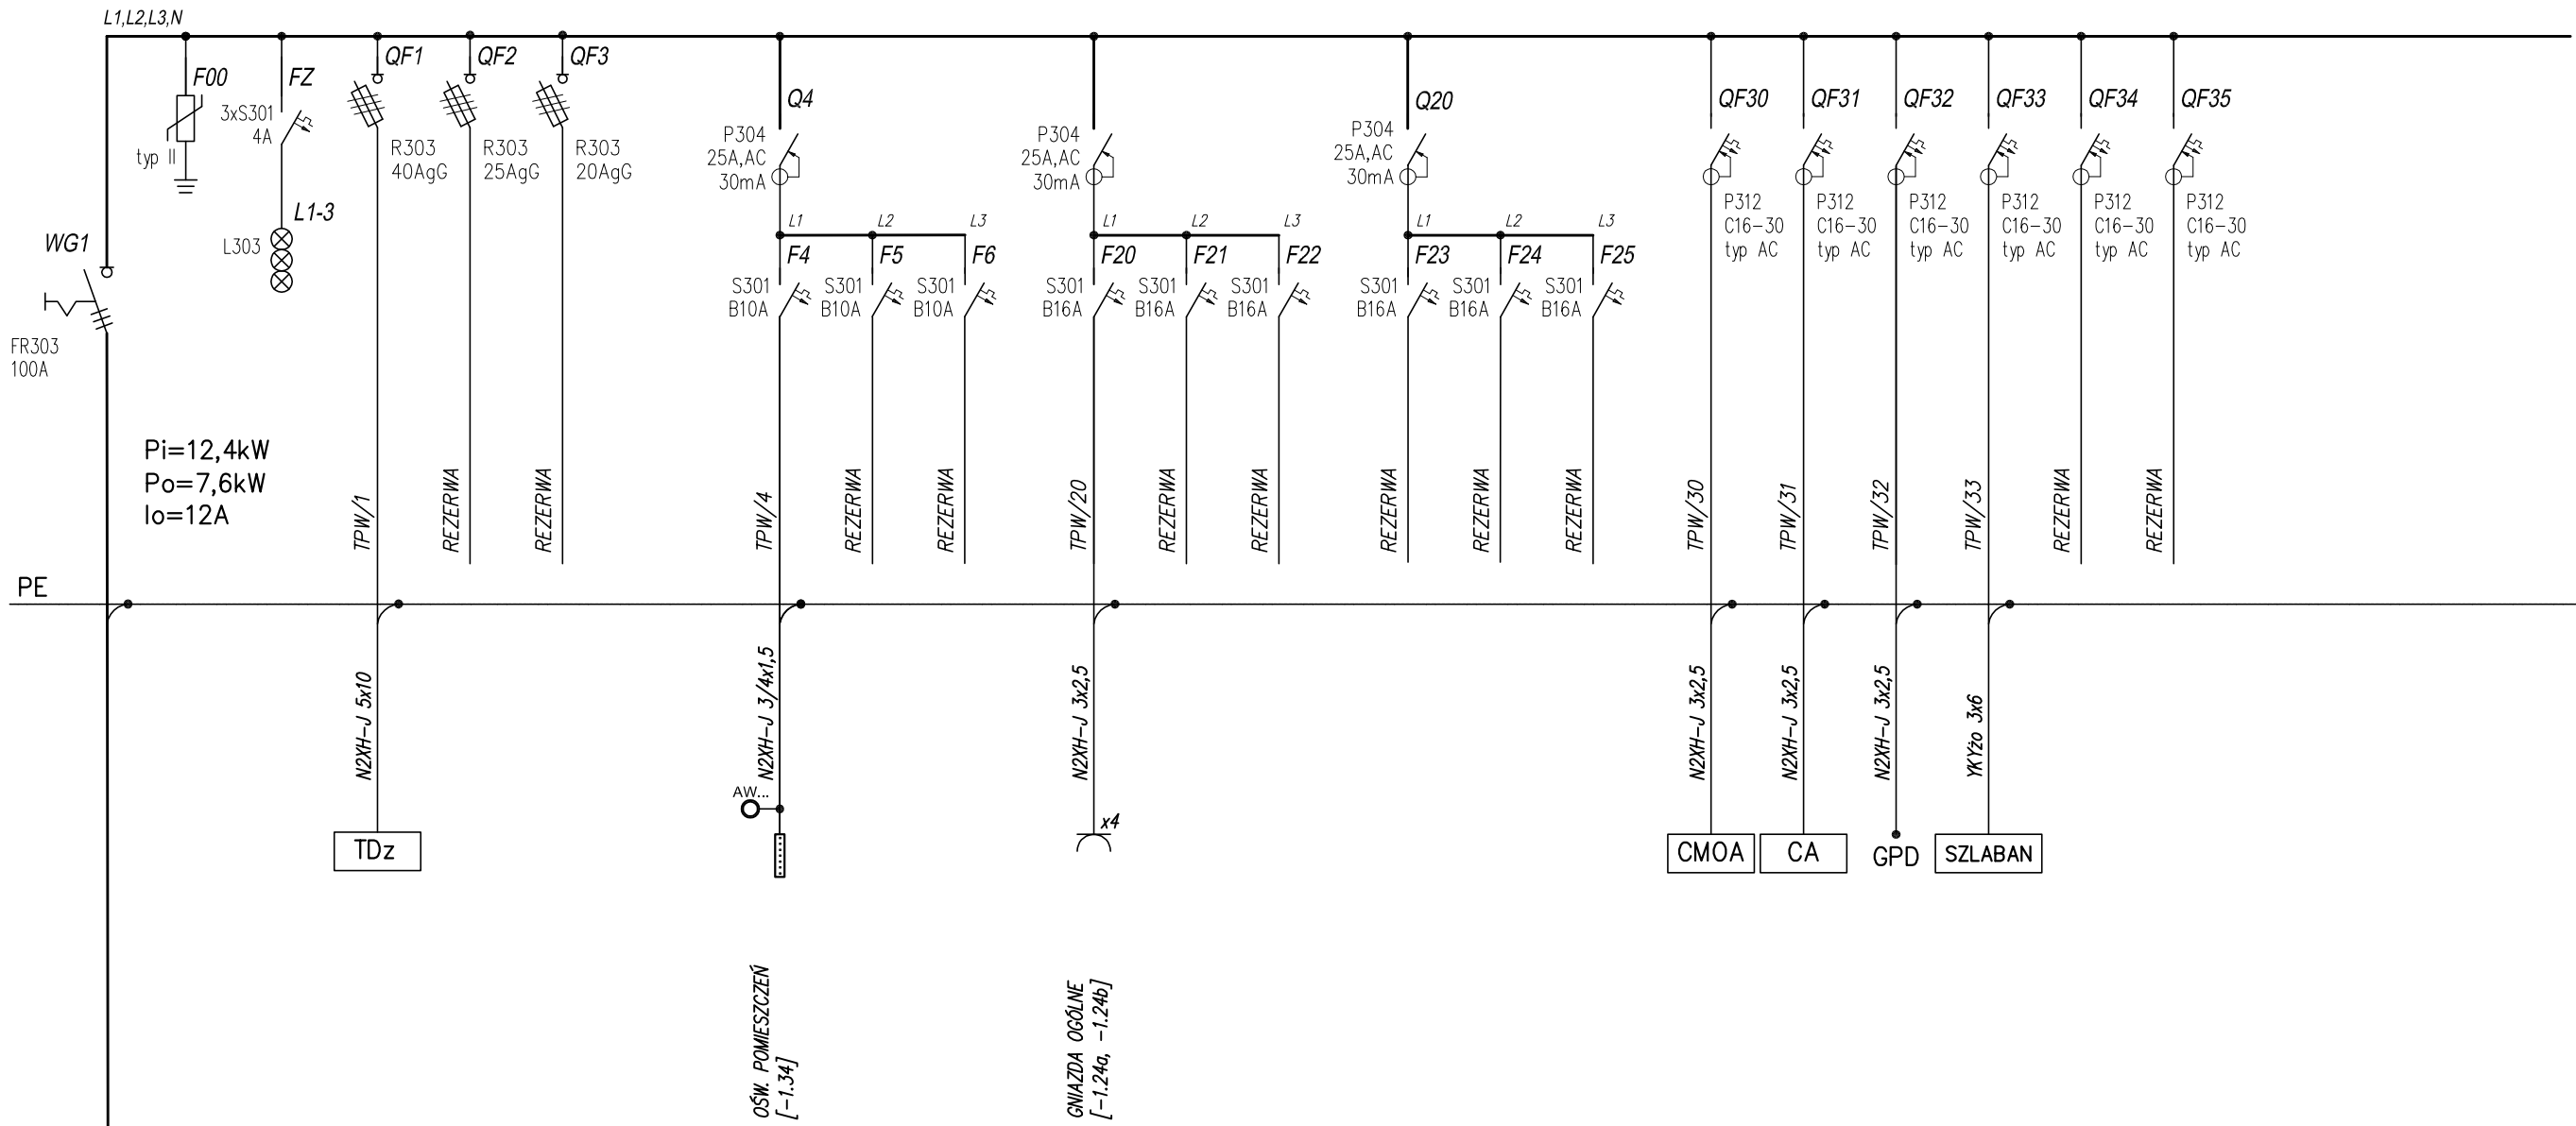 L1,L2,L3,N
WG1
FR303
100A
F00
typ II
FZ
3xS301
4A
L1-3
L303
Pi=12,4kW
Po=7,6kW
Io=12A
PE
QF1
R303
40AgG
TPW/1
N2XH-J 5x10
TDz
QF2
R303
25AgG
REZERWA
QF3
R303
20AgG
REZERWA
Q4
P304
25A,AC
30mA
L1
L2
L3
F4
S301
B10A
TPW/4
N2XH-J 3/4x1,5
AW...
OŚW. POMIESZCZEŃ
[-1.34]
F5
S301
B10A
REZERWA
F6
S301
B10A
REZERWA
P304
25A,AC
30mA
L1
L2
L3
F20
S301
B16A
TPW/20
N2XH-J 3x2,5
x4
GNIAZDA OGÓLNE
[-1.24a, -1.24b]
F21
S301
B16A
REZERWA
F22
S301
B16A
REZERWA
Q20
P304
25A,AC
30mA
L1
L2
L3
F23
S301
B16A
REZERWA
F24
S301
B16A
REZERWA
F25
S301
B16A
REZERWA
QF30
P312
C16-30
typ AC
TPW/30
N2XH-J 3x2,5
CMOA
QF31
P312
C16-30
typ AC
TPW/31
N2XH-J 3x2,5
CA
QF32
P312
C16-30
typ AC
TPW/32
N2XH-J 3x2,5
GPD
QF33
P312
C16-30
typ AC
TPW/33
YKYżo 3x6
SZLABAN
QF34
P312
C16-30
typ AC
REZERWA
QF35
P312
C16-30
typ AC
REZERWA